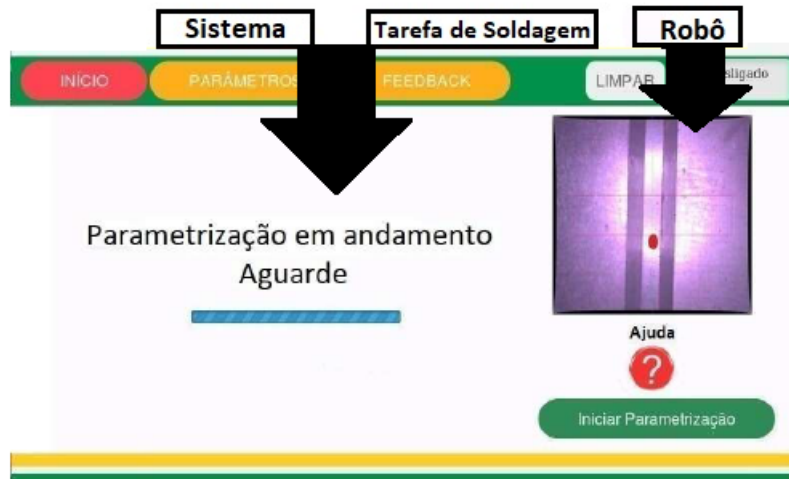 Sistema
Tarefa de Soldagem
Robô
INÍCIO
PARÂMETROS
FEEDBACK
LIMPAR
Parametrização em andamento
Aguarde
Ajuda
?
Iniciar Parametrização